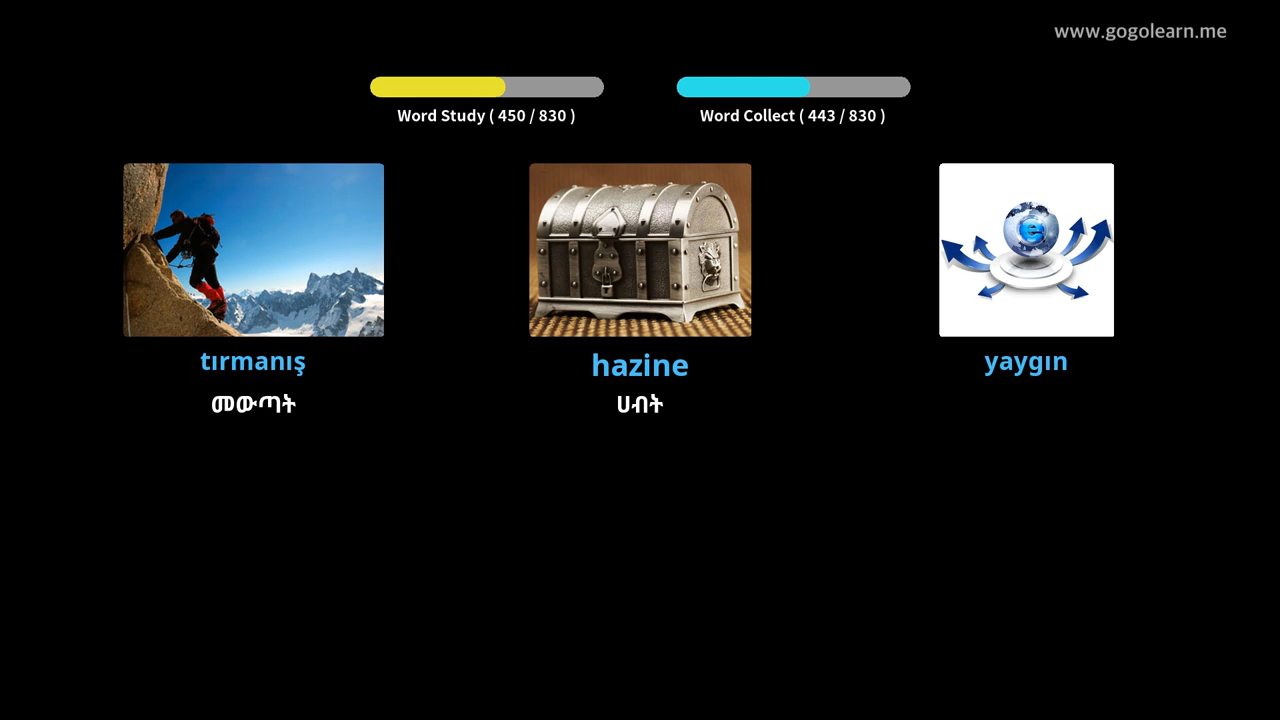 www.gogolearn.me
Word Study ( 450 / 830 )
Word Collect ( 443 / 830 )
tırmanış
hazine
yaygın
መውጣት
ሀብት